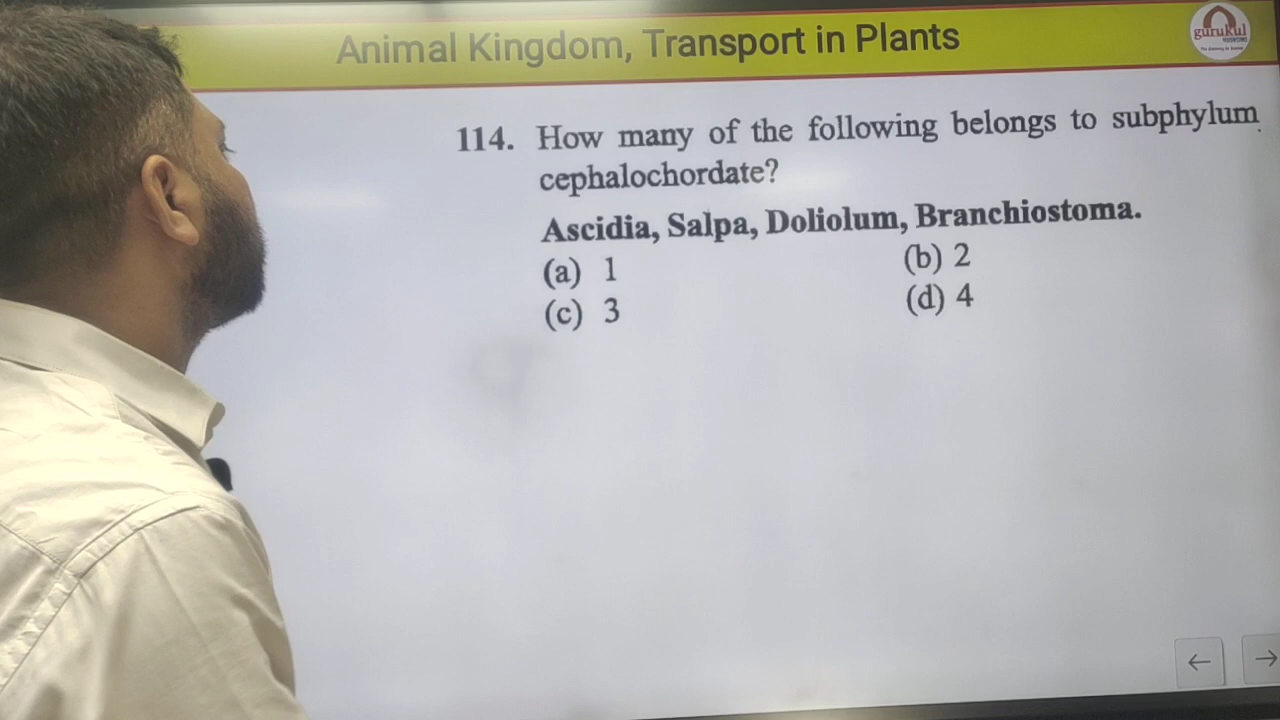 Animal Kingdom, Transport in Plants
gurukul
114. How many of the following belongs to subphylum
cephalochordate?
Ascidia, Salpa, Doliolum, Branchiostoma.
(a) 1 (b) 2
(c) 3 (d) 4